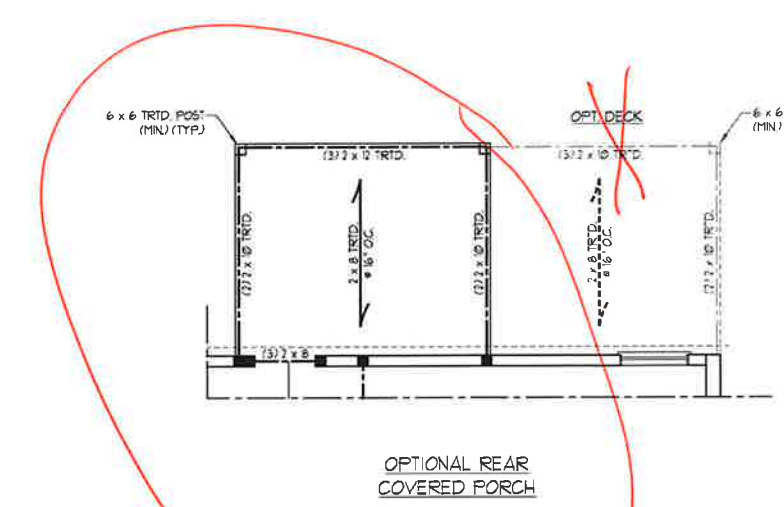 6 x 6 TRTD. POST
(MIN.) (TYP.)
OPT. DECK
6 x 6
(MIN.)
(3) 2 x 12 TRTD.
(3) 2 x 10 TRTD.
(2) 2 x 10 TRTD.
2 x 8 TRTD.
@ 16" O.C.
(2) 2 x 10 TRTD.
2 x 8 TRTD.
@ 16" O.C.
(2) 2 x 10 TRTD.
(3) 2 x 8
OPTIONAL REAR
COVERED PORCH